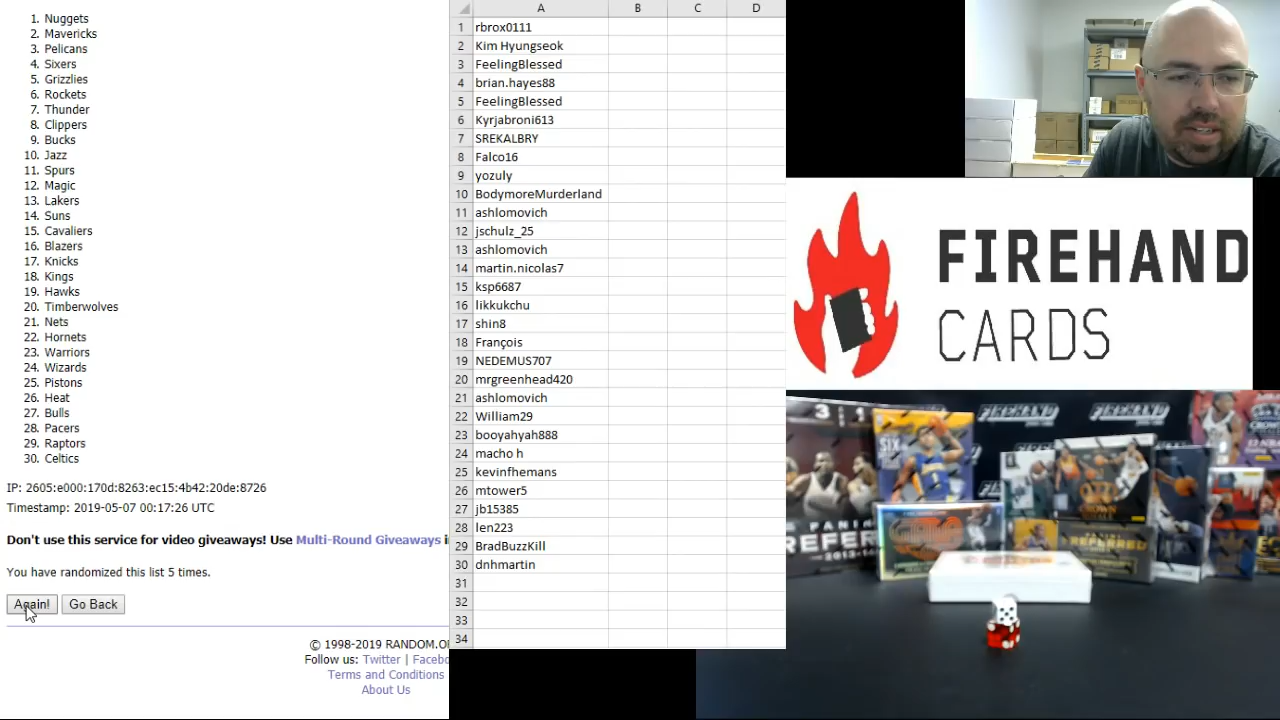 1. Nuggets
2. Mavericks
3. Pelicans
4. Sixers
5. Grizzlies
6. Rockets
7. Thunder
8. Clippers
9. Bucks
10. Jazz
11. Spurs
12. Magic
13. Lakers
14. Suns
15. Cavaliers
16. Blazers
17. Knicks
18. Kings
19. Hawks
20. Timberwolves
21. Nets
22. Hornets
23. Warriors
24. Wizards
25. Pistons
26. Heat
27. Bulls
28. Pacers
29. Raptors
30. Celtics
IP: 2605:e000:170d:8263:ec15:4b42:20de:8726
Timestamp: 2019-05-07 00:17:26 UTC
Don't use this service for video giveaways! Use Multi-Round Giveaways i
You have randomized this list 5 times.
Again! Go Back
© 1998-2019 RANDOM.O
Follow us: Twitter | Facebo
Terms and Conditions
About Us
A B C D
1 rbrox0111
2 Kim Hyungseok
3 FeelingBlessed
4 brian.hayes88
5 FeelingBlessed
6 Kyrjabroni613
7 SREKALBRY
8 Falco16
9 yozuly
10 BodymoreMurderland
11 ashlomovich
12 jschulz_25
13 ashlomovich
14 martin.nicolas7
15 ksp6687
16 likkukchu
17 shin8
18 François
19 NEDEMUS707
20 mrgreenhead420
21 ashlomovich
22 William29
23 booyahyah888
24 macho h
25 kevinfhemans
26 mtower5
27 jb15385
28 len223
29 BradBuzzKill
30 dnhmartin
31
32
33
34
FIREHAND
CARDS
FIREHAND
FIREHAND
SIX
CROWN
PREFERRED